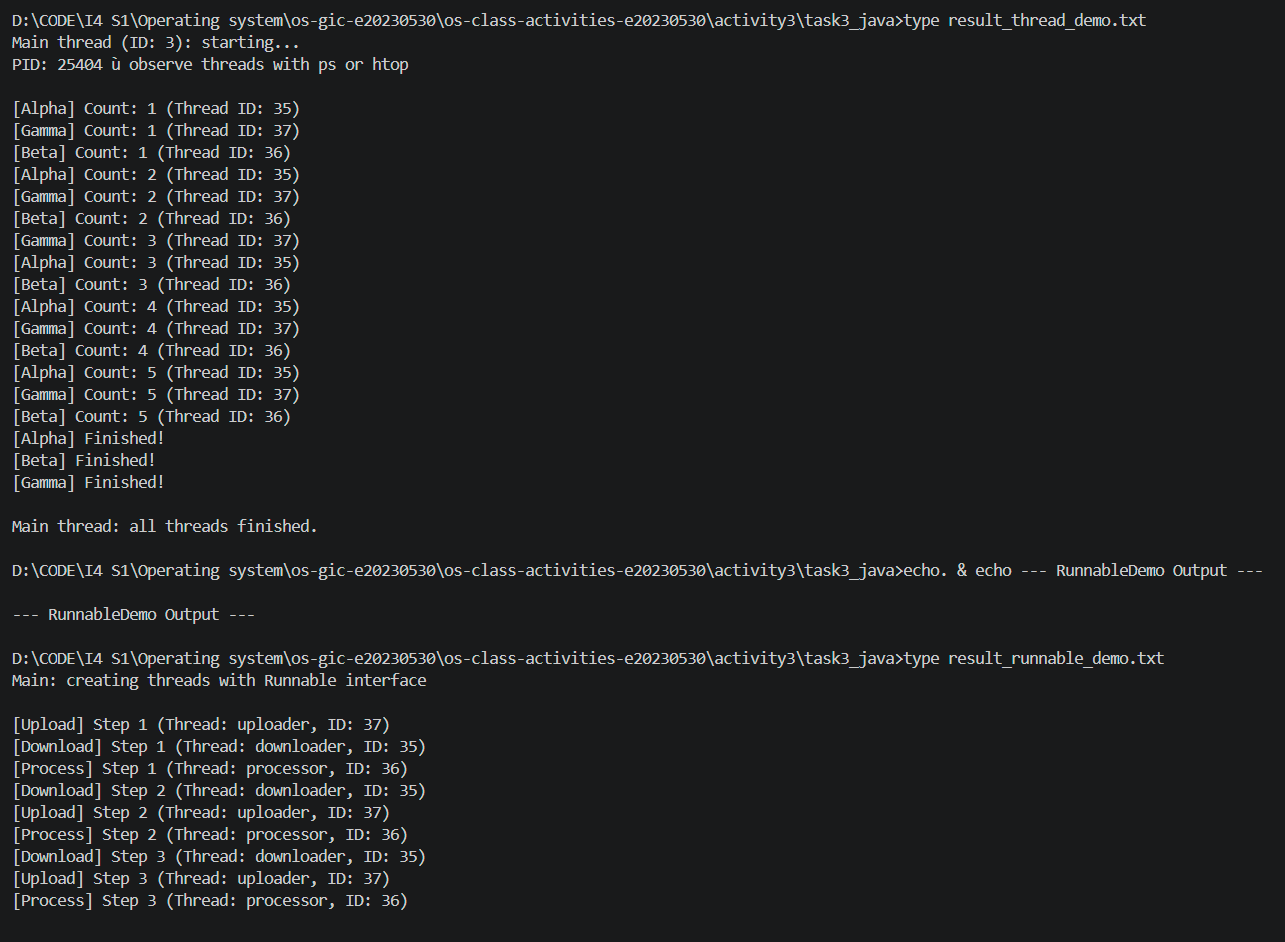 D:\CODE\I4 S1\Operating system\os-gic-e20230530\os-class-activities-e20230530\activity3\task3_java>type result_thread_demo.txt
Main thread (ID: 3): starting...
PID: 25404 ù observe threads with ps or htop
[Alpha] Count: 1 (Thread ID: 35)
[Gamma] Count: 1 (Thread ID: 37)
[Beta] Count: 1 (Thread ID: 36)
[Alpha] Count: 2 (Thread ID: 35)
[Gamma] Count: 2 (Thread ID: 37)
[Beta] Count: 2 (Thread ID: 36)
[Gamma] Count: 3 (Thread ID: 37)
[Alpha] Count: 3 (Thread ID: 35)
[Beta] Count: 3 (Thread ID: 36)
[Alpha] Count: 4 (Thread ID: 35)
[Gamma] Count: 4 (Thread ID: 37)
[Beta] Count: 4 (Thread ID: 36)
[Alpha] Count: 5 (Thread ID: 35)
[Gamma] Count: 5 (Thread ID: 37)
[Beta] Count: 5 (Thread ID: 36)
[Alpha] Finished!
[Beta] Finished!
[Gamma] Finished!
Main thread: all threads finished.
D:\CODE\I4 S1\Operating system\os-gic-e20230530\os-class-activities-e20230530\activity3\task3_java>echo. & echo --- RunnableDemo Output ---
--- RunnableDemo Output ---
D:\CODE\I4 S1\Operating system\os-gic-e20230530\os-class-activities-e20230530\activity3\task3_java>type result_runnable_demo.txt
Main: creating threads with Runnable interface
[Upload] Step 1 (Thread: uploader, ID: 37)
[Download] Step 1 (Thread: downloader, ID: 35)
[Process] Step 1 (Thread: processor, ID: 36)
[Download] Step 2 (Thread: downloader, ID: 35)
[Upload] Step 2 (Thread: uploader, ID: 37)
[Process] Step 2 (Thread: processor, ID: 36)
[Download] Step 3 (Thread: downloader, ID: 35)
[Upload] Step 3 (Thread: uploader, ID: 37)
[Process] Step 3 (Thread: processor, ID: 36)